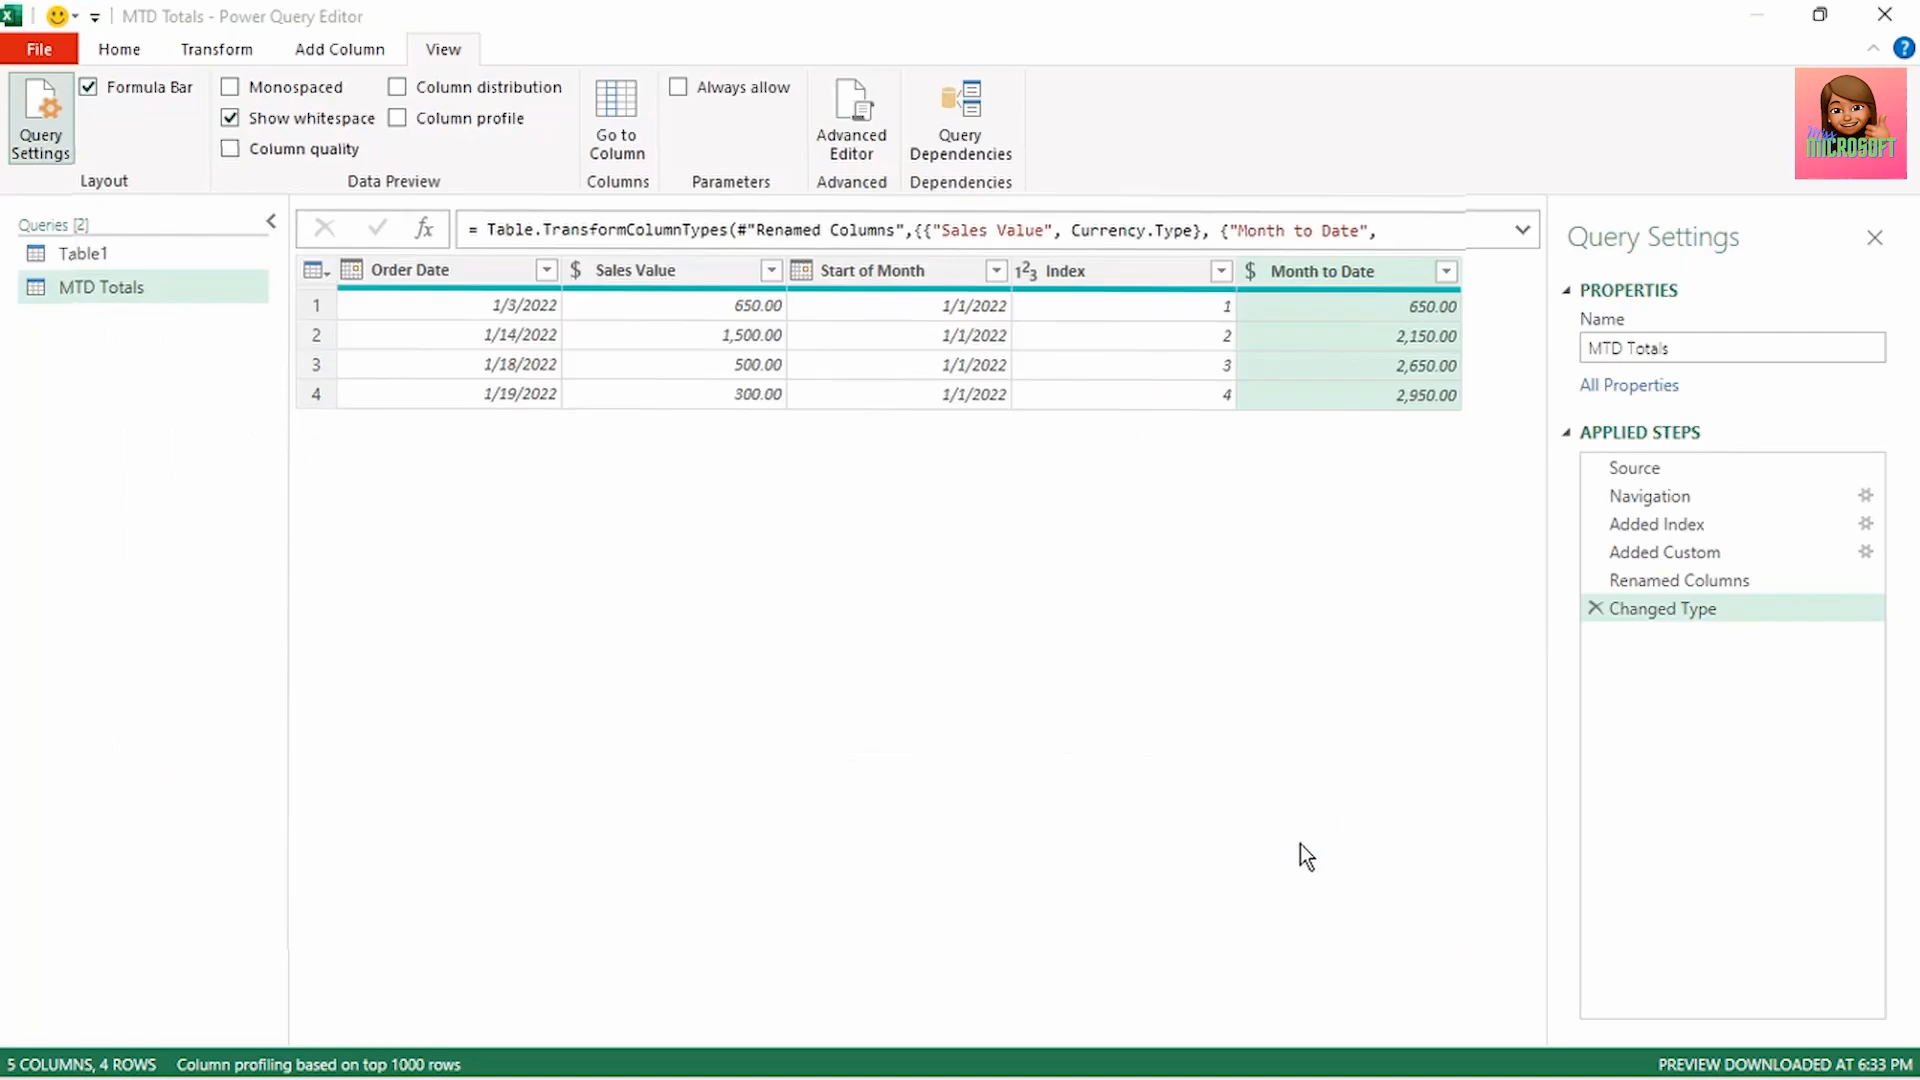 MTD Totals - Power Query Editor
File
Home
Transform
Add Column
View
Query
Settings
Formula Bar
Layout
Monospaced
Show whitespace
Column quality
Column distribution
Column profile
Data Preview
Go to
Column
Columns
Always allow
Parameters
Advanced
Editor
Advanced
Query
Dependencies
Dependencies
Miss
MICROSOFT
Queries [2]
Table1
MTD Totals
fx
= Table.TransformColumnTypes(#"Renamed Columns",{{"Sales Value", Currency.Type}, {"Month to Date",
Order Date $ Sales Value Start of Month 123 Index $ Month to Date
1 1/3/2022 650.00 1/1/2022 1 650.00
2 1/14/2022 1,500.00 1/1/2022 2 2,150.00
3 1/18/2022 500.00 1/1/2022 3 2,650.00
4 1/19/2022 300.00 1/1/2022 4 2,950.00
Query Settings
PROPERTIES
Name
MTD Totals
All Properties
APPLIED STEPS
Source
Navigation
Added Index
Added Custom
Renamed Columns
Changed Type
5 COLUMNS, 4 ROWS
Column profiling based on top 1000 rows
PREVIEW DOWNLOADED AT 6:33 PM